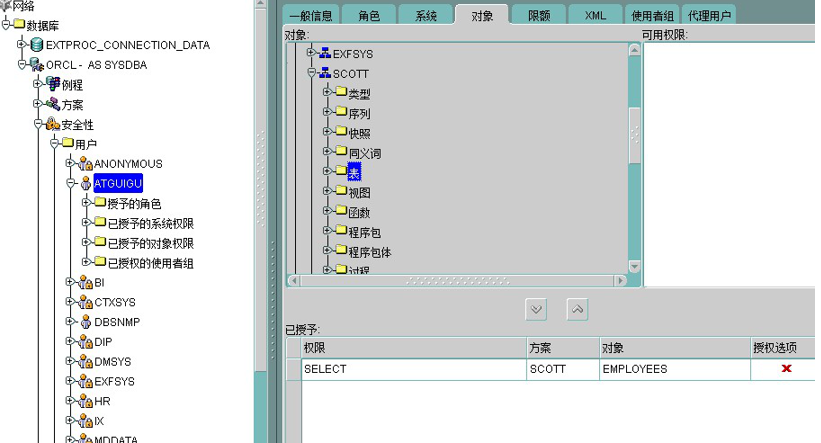 网络
数据库
EXTPROC_CONNECTION_DATA
ORCL - AS SYSDBA
例程
方案
安全性
用户
ANONYMOUS
ATGUIGU
授予的角色
已授予的系统权限
已授予的对象权限
已授权的使用者组
BI
CTXSYS
DBSNMP
DIP
DMSYS
EXFSYS
HR
IX
MDDATA
一般信息 角色 系统 对象 限额 XML 使用者组 代理用户
对象: 可用权限:
EXFSYS
SCOTT
类型
序列
快照
同义词
表
视图
函数
程序包
程序包体
过程
已授予:
权限 方案 对象 授权选项
SELECT SCOTT EMPLOYEES